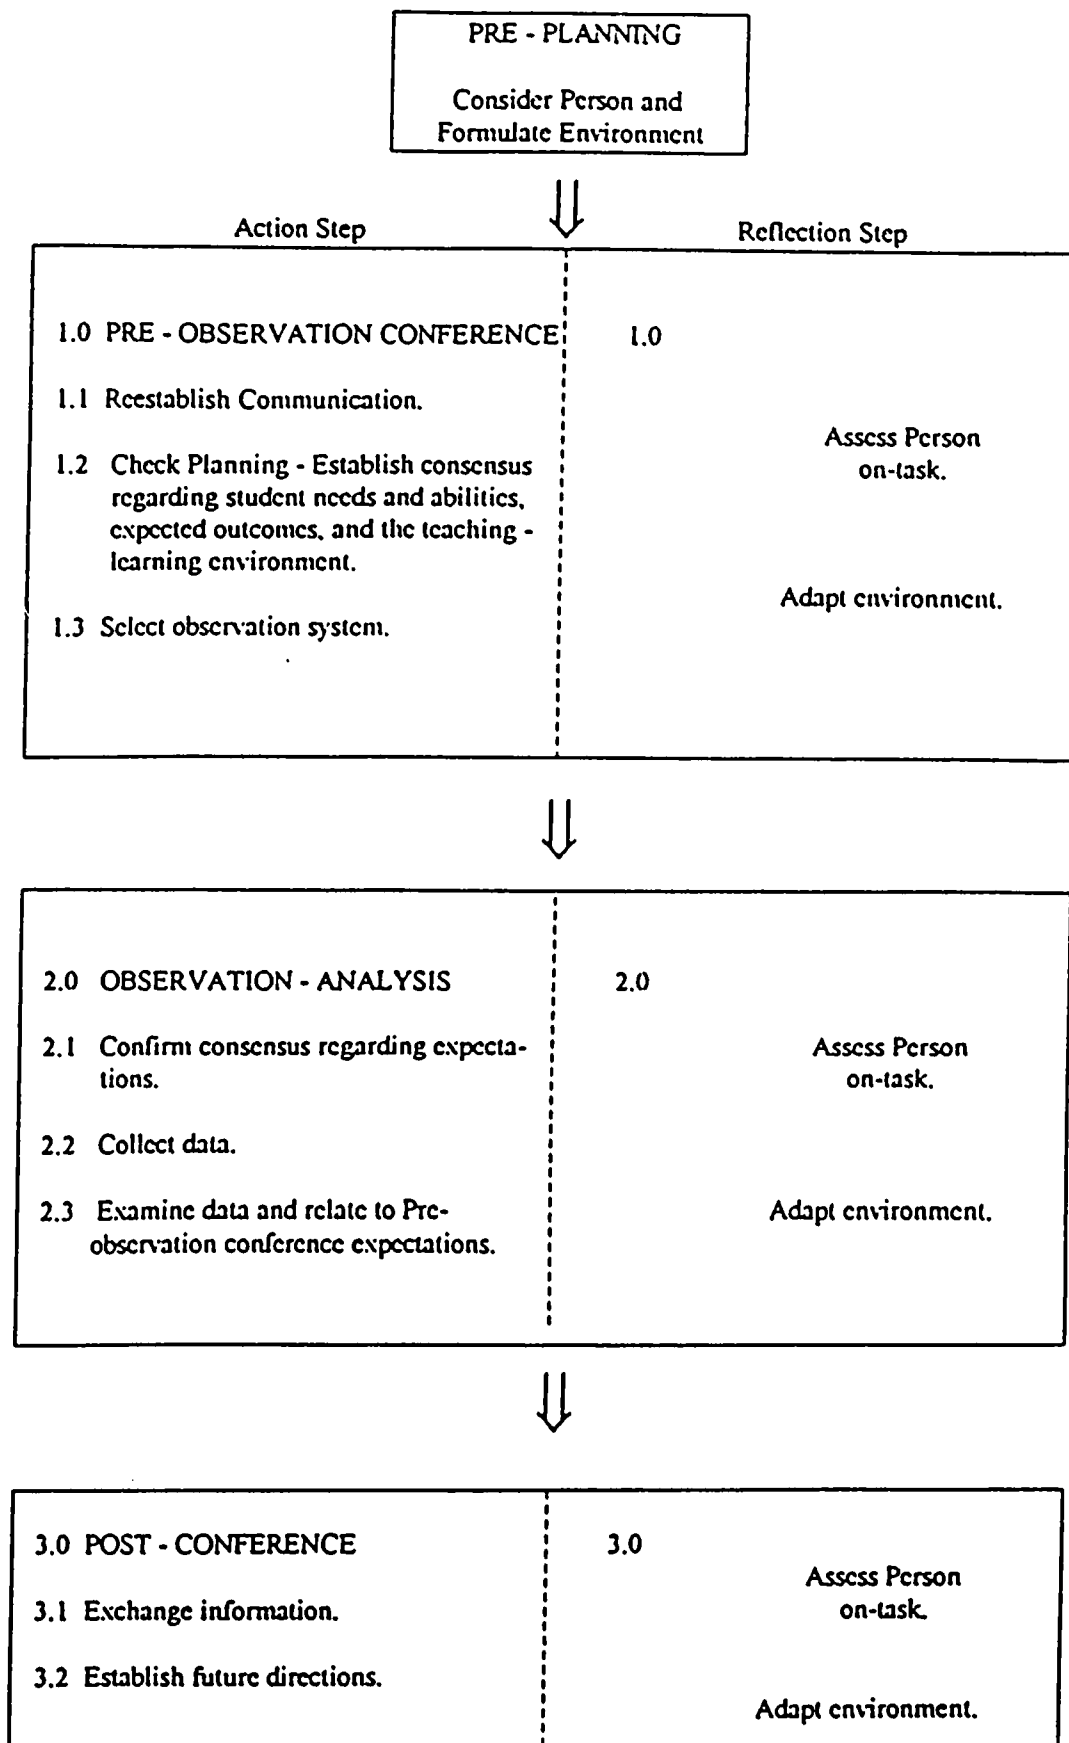 PRE - PLANNING
Consider Person and
Formulate Environment
Action Step
Reflection Step
1.0 PRE - OBSERVATION CONFERENCE
1.1 Reestablish Communication.
1.2 Check Planning - Establish consensus
regarding student needs and abilities,
expected outcomes, and the teaching -
learning environment.
1.3 Select observation system.
1.0
Assess Person
on-task.
Adapt environment.
2.0 OBSERVATION - ANALYSIS
2.1 Confirm consensus regarding expecta-
tions.
2.2 Collect data.
2.3 Examine data and relate to Pre-
observation conference expectations.
2.0
Assess Person
on-task.
Adapt environment.
3.0 POST - CONFERENCE
3.1 Exchange information.
3.2 Establish future directions.
3.0
Assess Person
on-task.
Adapt environment.